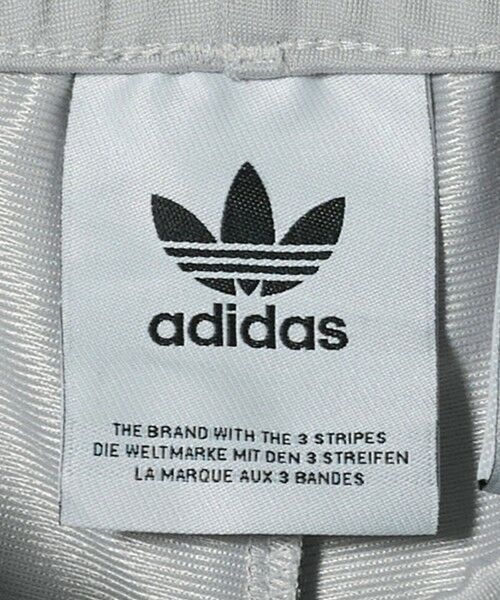 adidas
THE BRAND WITH THE 3 STRIPES
DIE WELTMARKE MIT DEN 3 STREIFEN
LA MARQUE AUX 3 BANDES